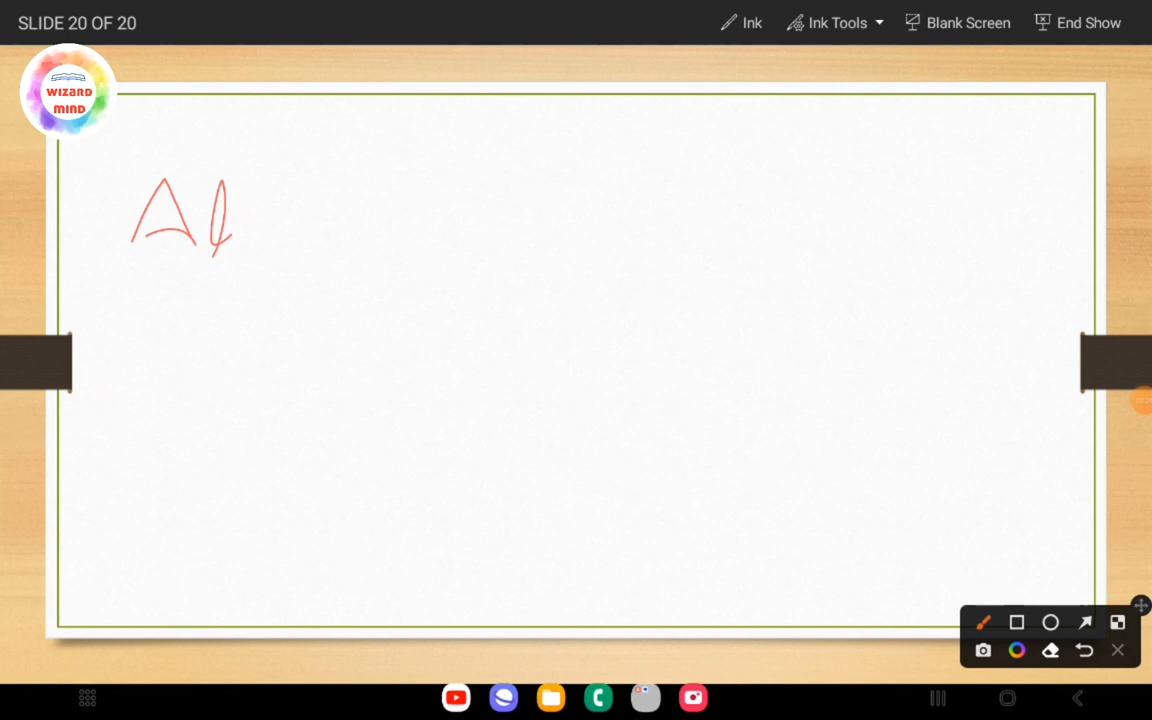 SLIDE 20 OF 20
Ink
Ink Tools
Blank Screen
End Show
WIZARD
MIND
Al